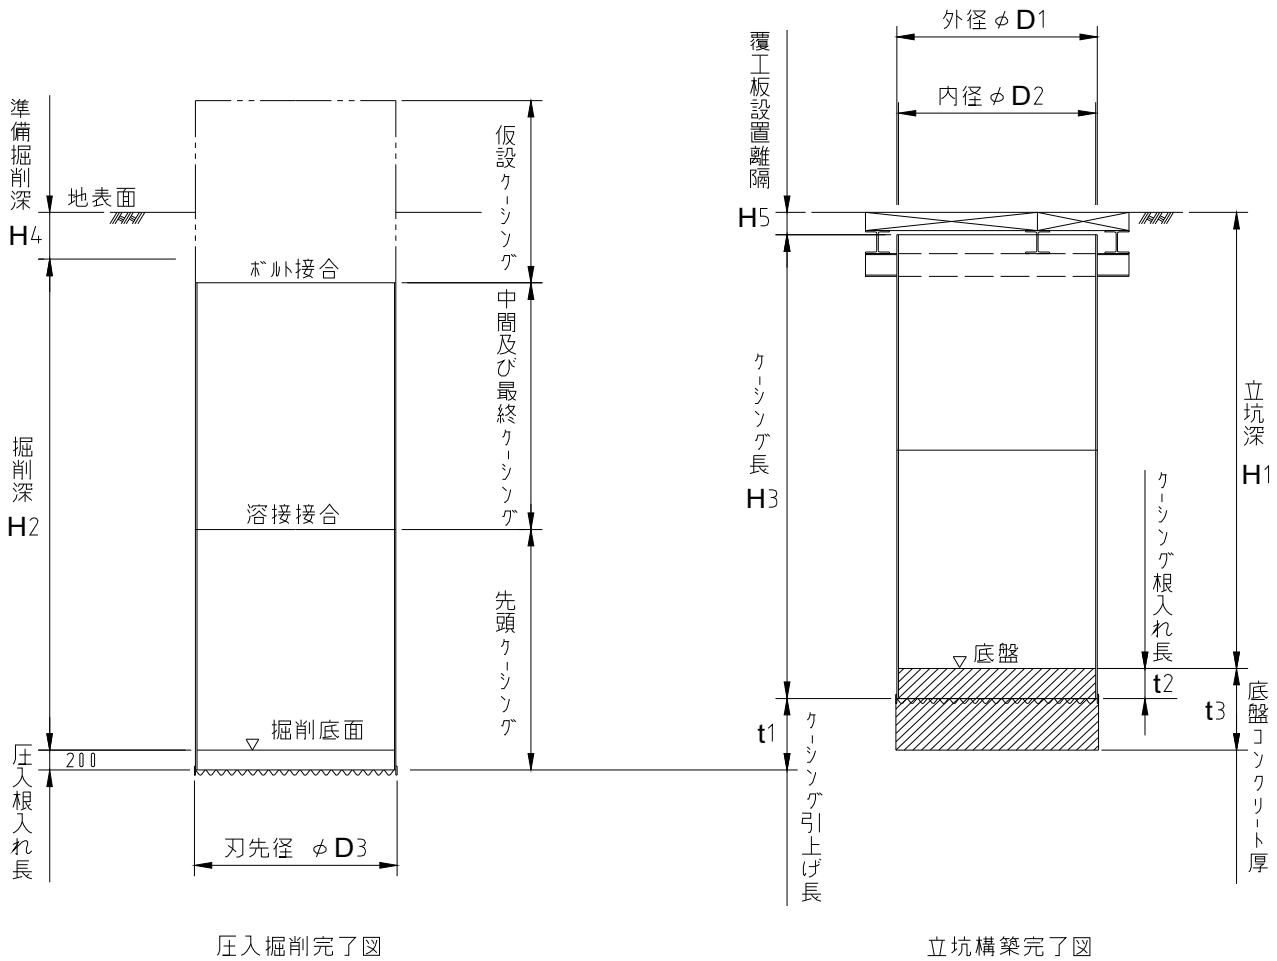 準備掘削深
H4
地表面
掘削深
H2
圧入根入れ長
200
ボルト接合
溶接接合
掘削底面
刃先径 φD3
仮設ケーシング
中間及び最終ケーシング
先頭ケーシング
圧入掘削完了図
覆工板設置離隔
H5
外径φD1
内径φD2
ケーシング長
H3
t1
ケーシング引上げ長
底盤
ケーシング根入れ長
t2
立坑深
H1
t3
底盤コンクリート厚
立坑構築完了図